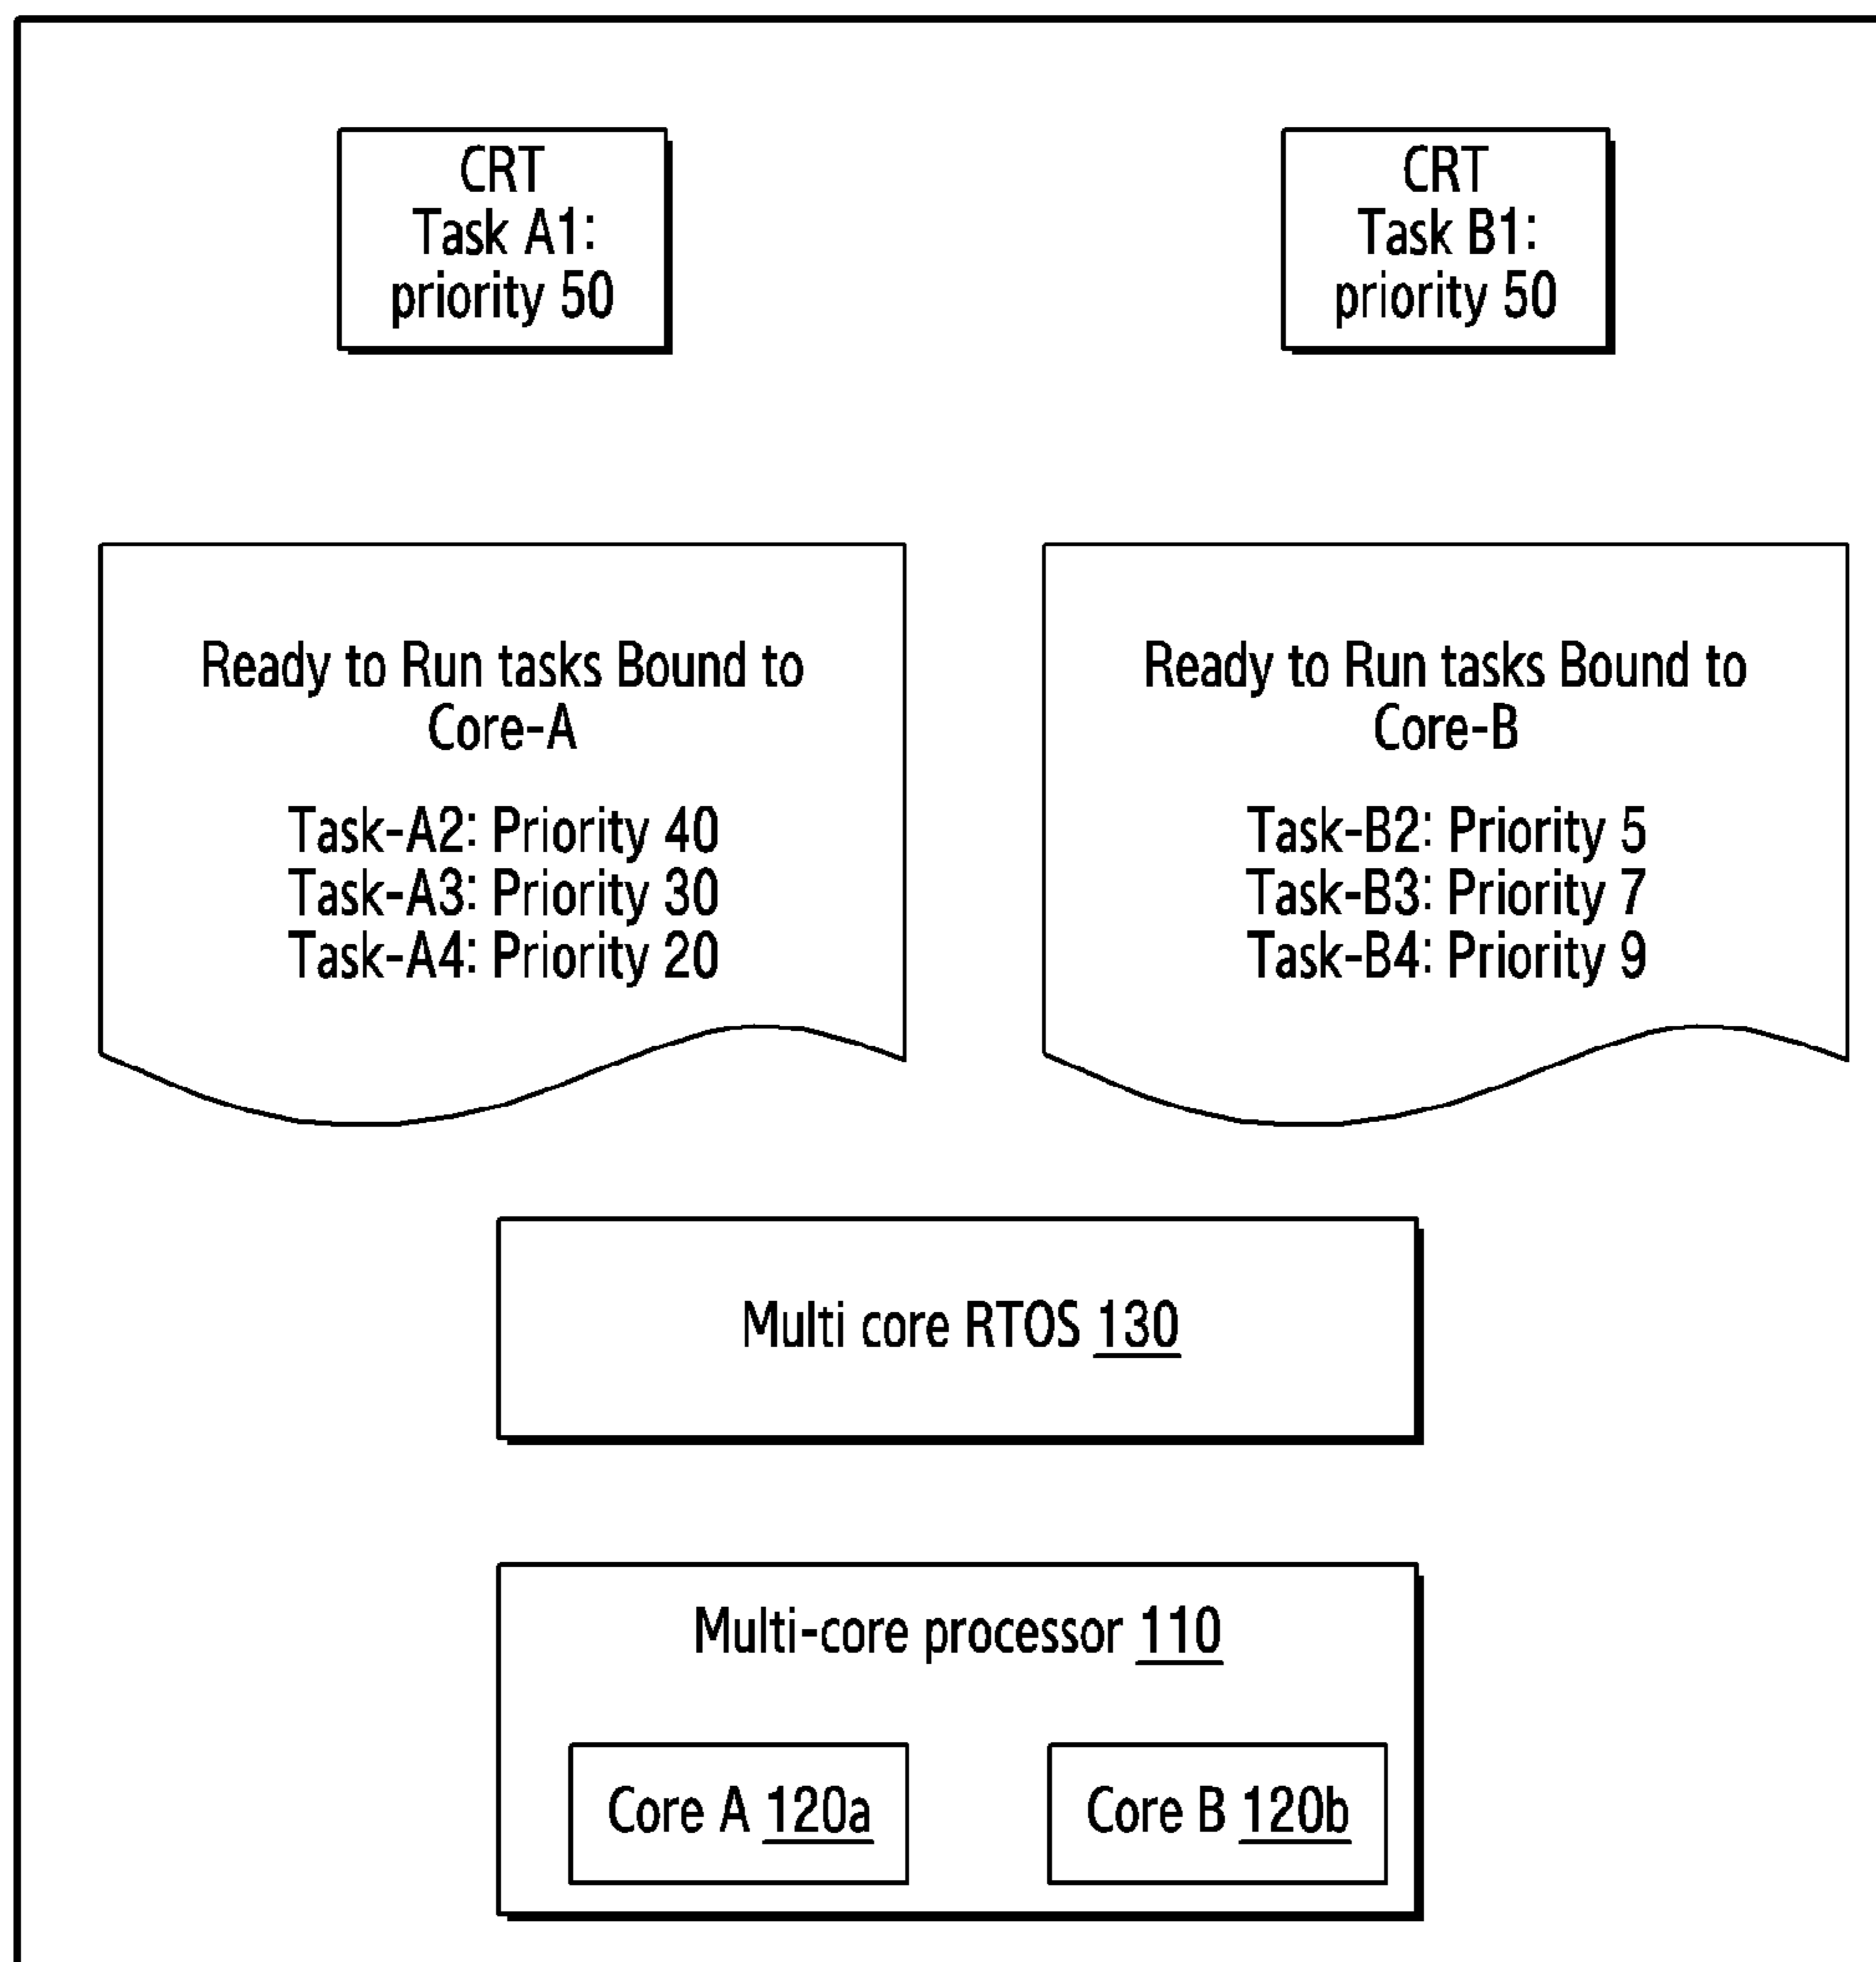 CRT
Task A1:
priority 50
CRT
Task B1:
priority 50
Ready to Run tasks Bound to
Core-A
Task-A2: Priority 40
Task-A3: Priority 30
Task-A4: Priority 20
Ready to Run tasks Bound to
Core-B
Task-B2: Priority 5
Task-B3: Priority 7
Task-B4: Priority 9
Multi core RTOS 130
Multi-core processor 110
Core A 120a
Core B 120b